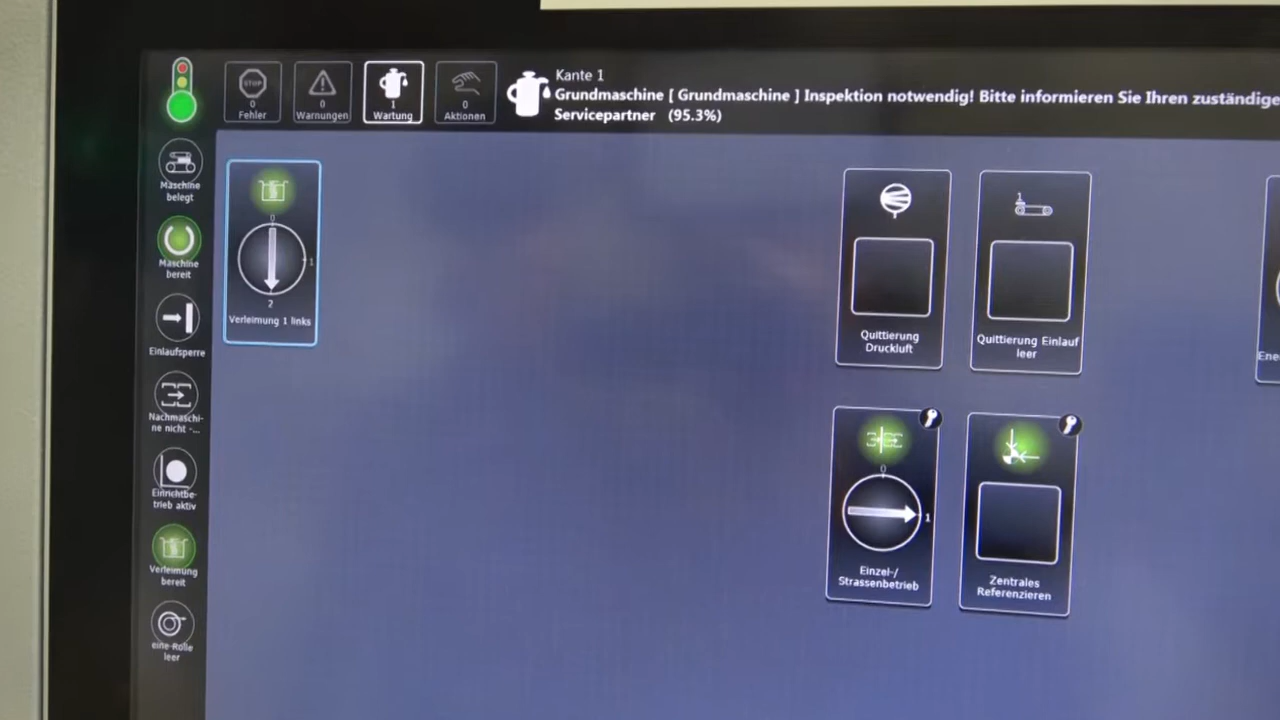 STOP
0
Fehler
0
Warnungen
1
Wartung
0
Aktionen
Kante 1
Grundmaschine [ Grundmaschine ] Inspektion notwendig! Bitte informieren Sie Ihren zuständige
Servicepartner (95.3%)
Maschine
belegt
Maschine
bereit
Einlaufsperre
Nachmaschi-
ne nicht -...
Einrichtbe-
trieb aktiv
Verleimung
bereit
eine Rolle
leer
0
1
2
Verleimung 1 links
Quittierung
Druckluft
1
Quittierung Einlauf
leer
Ene
0
1
Einzel-/
Strassenbetrieb
Zentrales
Referenzieren